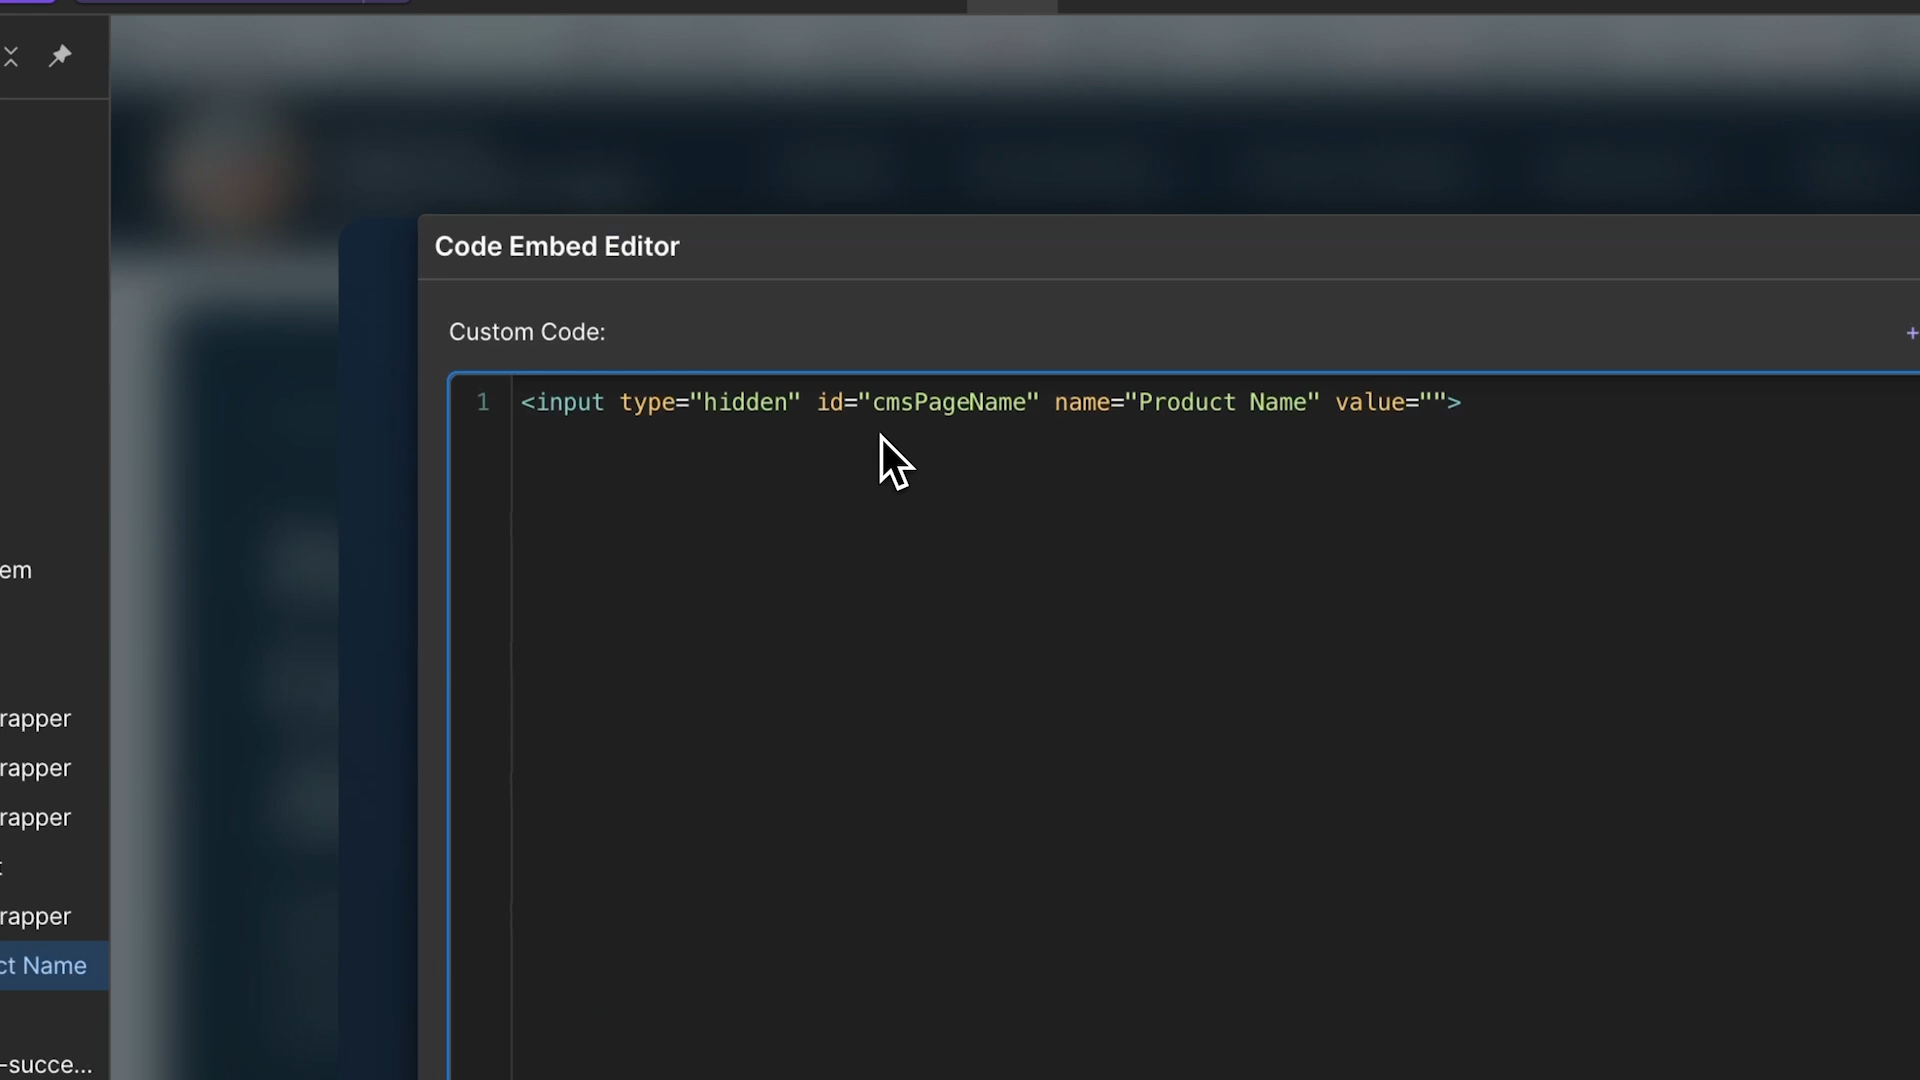 Code Embed Editor
Custom Code:
+
1 <input type="hidden" id="cmsPageName" name="Product Name" value="">
em
rapper
rapper
rapper
t
rapper
ct Name
-succe...